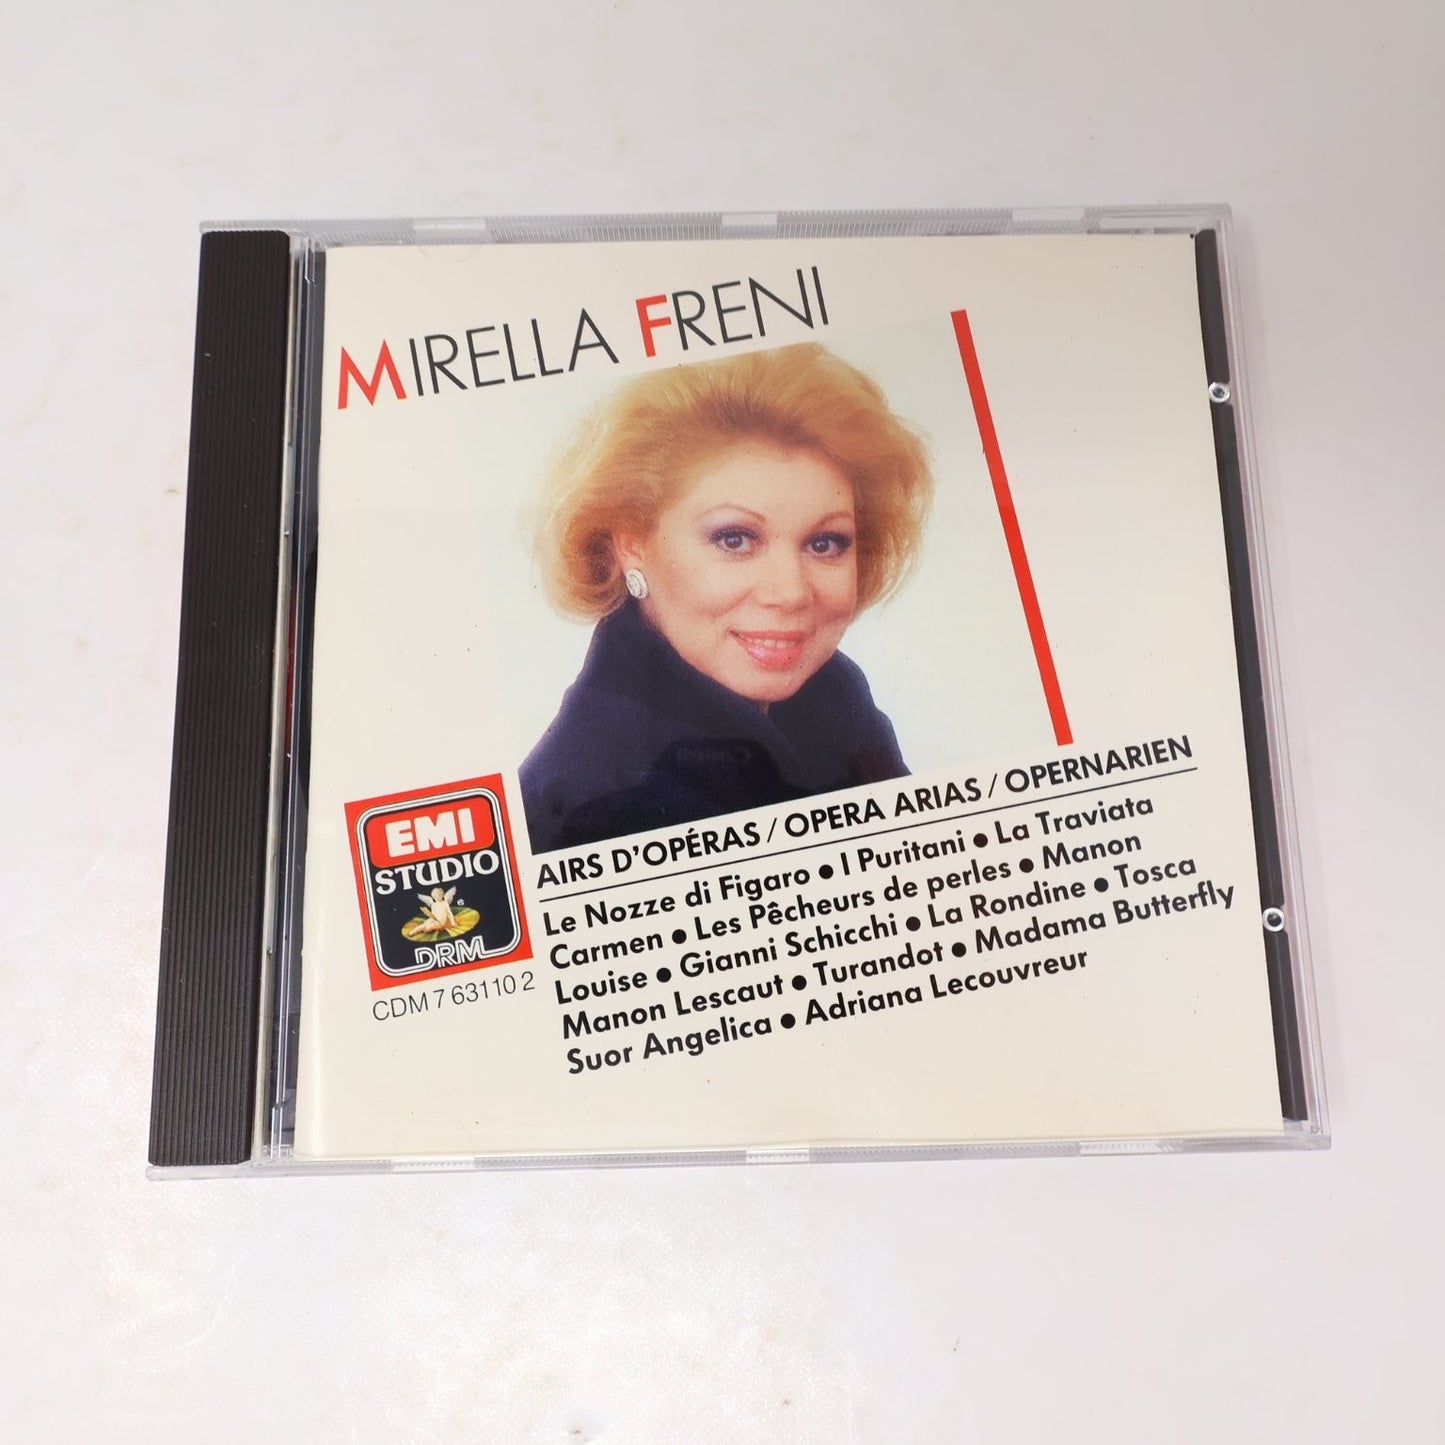 MIRELLA FRENI
AIRS D'OPÉRAS / OPERA ARIAS / OPERNARIEN
Le Nozze di Figaro ● I Puritani ● La Traviata
Carmen ● Les Pêcheurs de perles ● Manon
Louise ● Gianni Schicchi ● La Rondine ● Tosca
Manon Lescaut ● Turandot ● Madama Butterfly
Suor Angelica ● Adriana Lecouvreur
EMI
STUDIO
DRM
CDM 7 63110 2